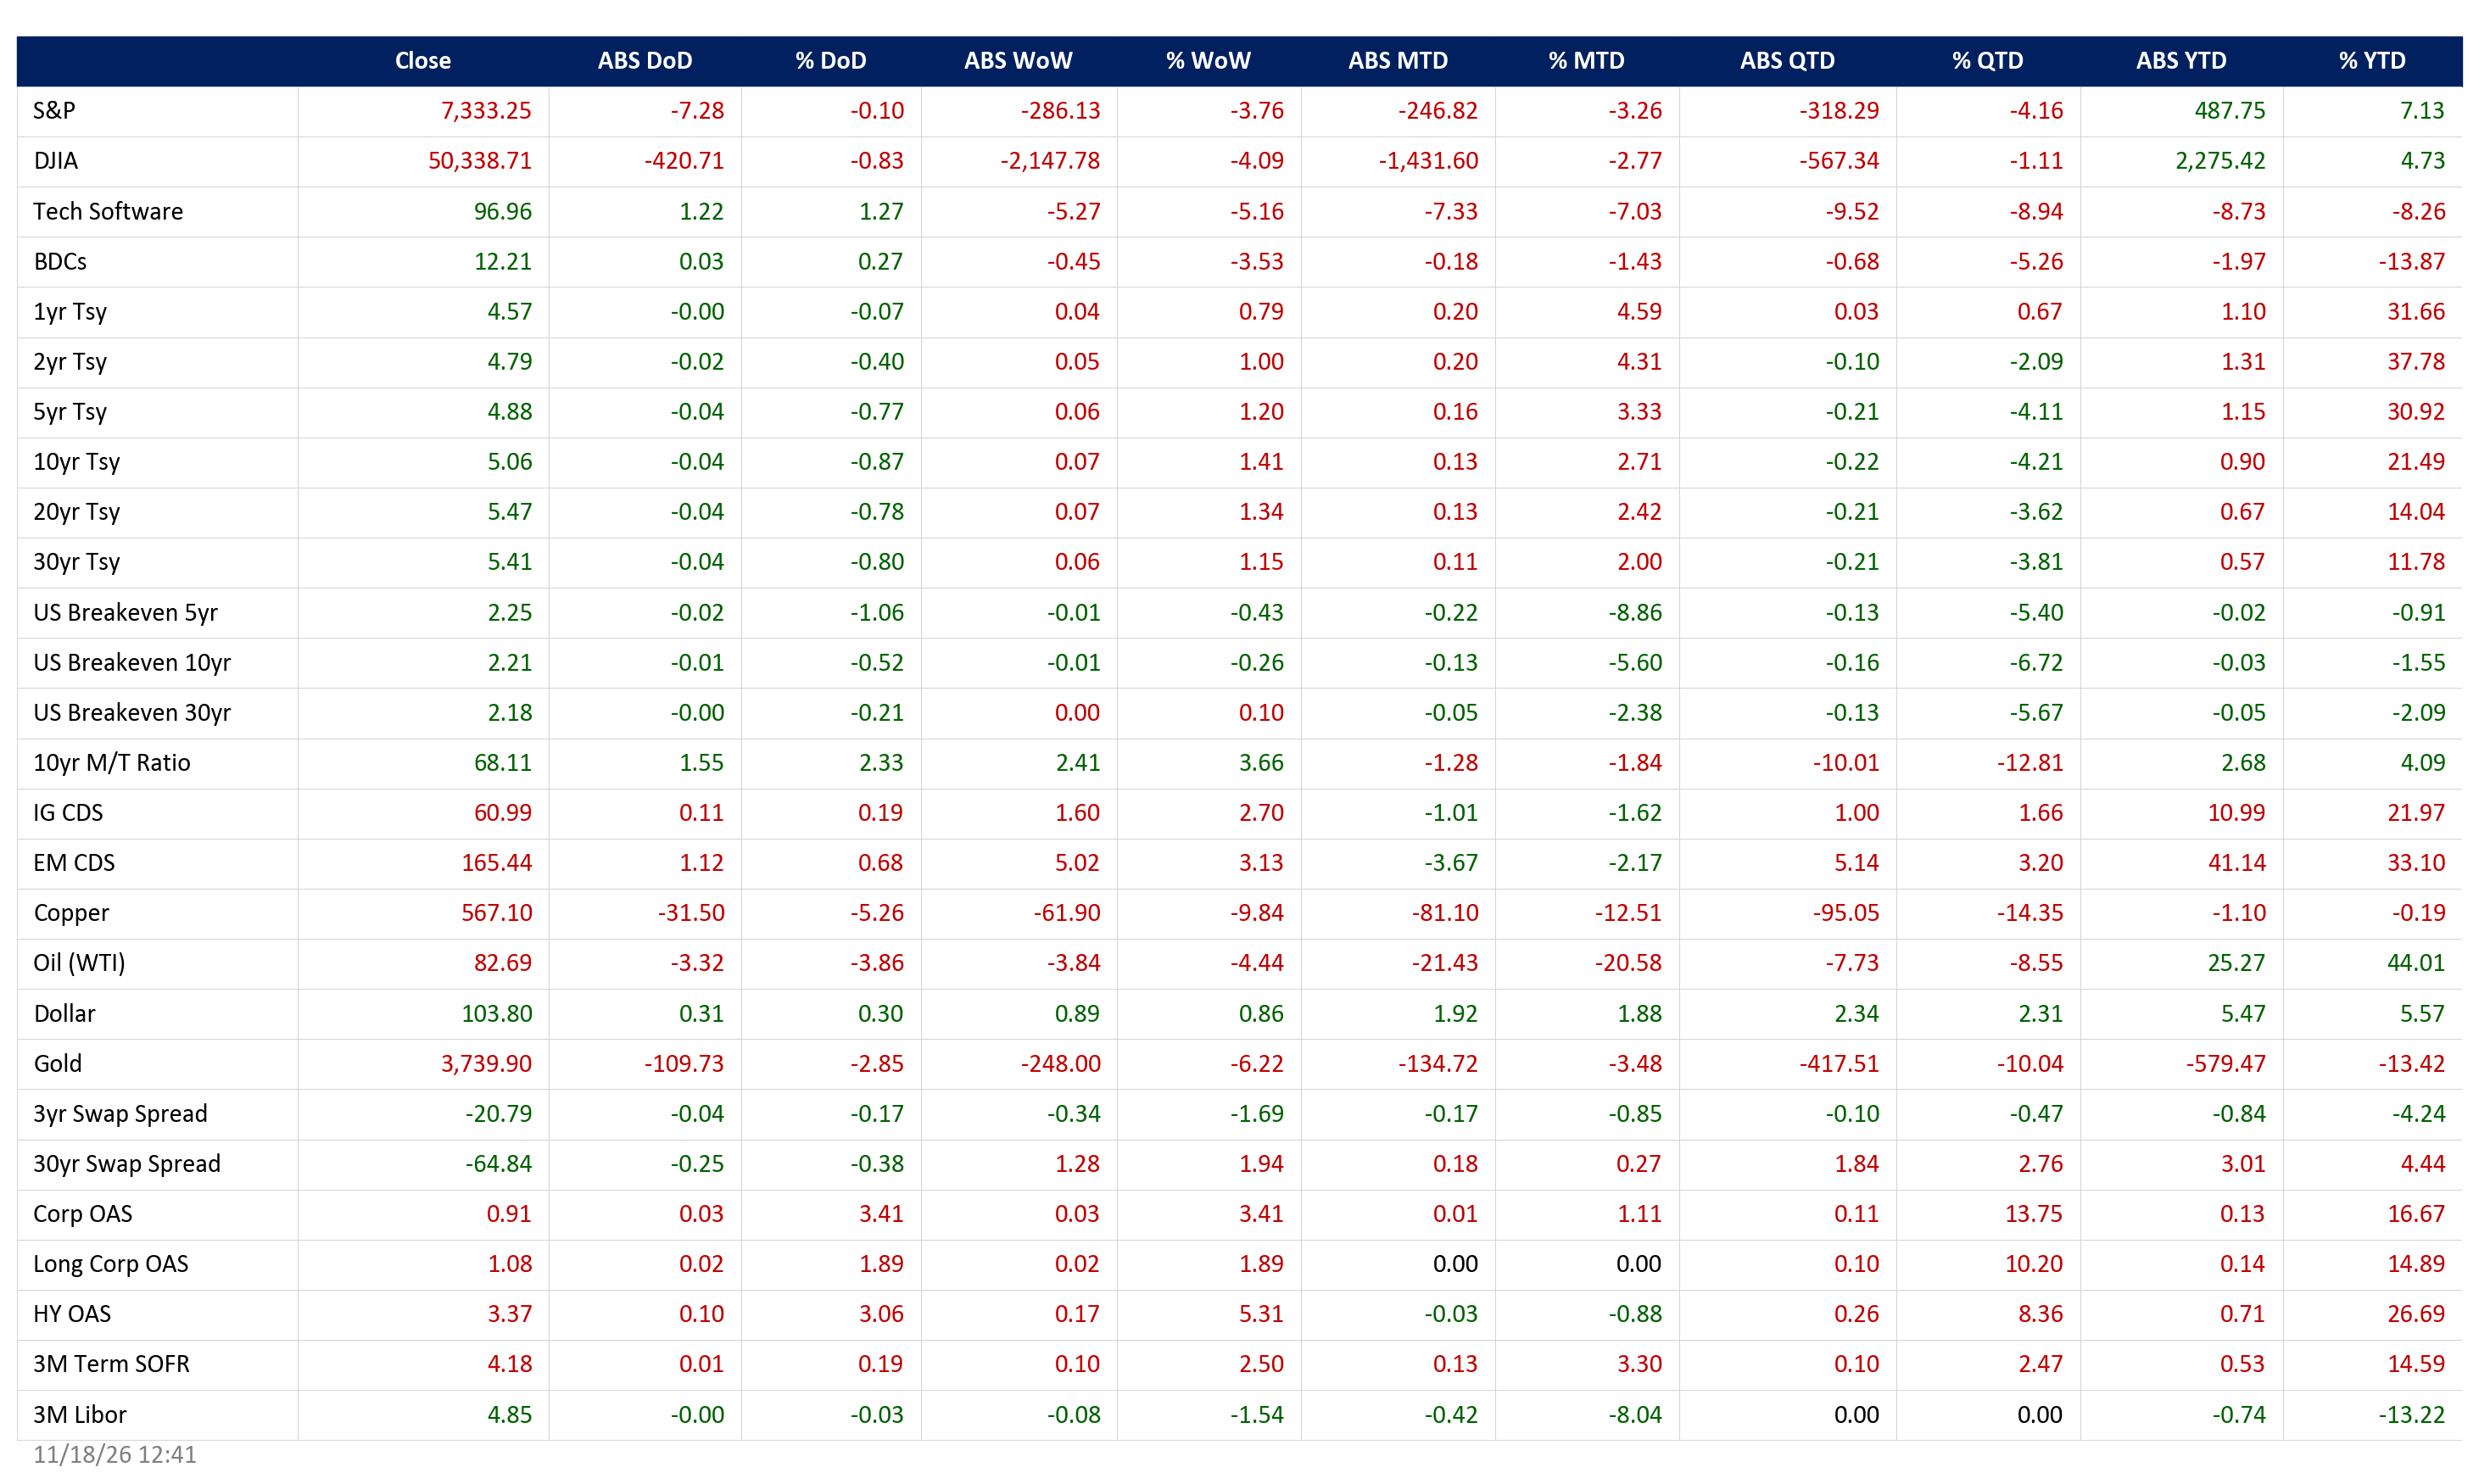 Close ABS DoD % DoD ABS WoW % WoW ABS MTD % MTD ABS QTD % QTD ABS YTD % YTD
S&P 7,333.25 -7.28 -0.10 -286.13 -3.76 -246.82 -3.26 -318.29 -4.16 487.75 7.13
DJIA 50,338.71 -420.71 -0.83 -2,147.78 -4.09 -1,431.60 -2.77 -567.34 -1.11 2,275.42 4.73
Tech Software 96.96 1.22 1.27 -5.27 -5.16 -7.33 -7.03 -9.52 -8.94 -8.73 -8.26
BDCs 12.21 0.03 0.27 -0.45 -3.53 -0.18 -1.43 -0.68 -5.26 -1.97 -13.87
1yr Tsy 4.57 -0.00 -0.07 0.04 0.79 0.20 4.59 0.03 0.67 1.10 31.66
2yr Tsy 4.79 -0.02 -0.40 0.05 1.00 0.20 4.31 -0.10 -2.09 1.31 37.78
5yr Tsy 4.88 -0.04 -0.77 0.06 1.20 0.16 3.33 -0.21 -4.11 1.15 30.92
10yr Tsy 5.06 -0.04 -0.87 0.07 1.41 0.13 2.71 -0.22 -4.21 0.90 21.49
20yr Tsy 5.47 -0.04 -0.78 0.07 1.34 0.13 2.42 -0.21 -3.62 0.67 14.04
30yr Tsy 5.41 -0.04 -0.80 0.06 1.15 0.11 2.00 -0.21 -3.81 0.57 11.78
US Breakeven 5yr 2.25 -0.02 -1.06 -0.01 -0.43 -0.22 -8.86 -0.13 -5.40 -0.02 -0.91
US Breakeven 10yr 2.21 -0.01 -0.52 -0.01 -0.26 -0.13 -5.60 -0.16 -6.72 -0.03 -1.55
US Breakeven 30yr 2.18 -0.00 -0.21 0.00 0.10 -0.05 -2.38 -0.13 -5.67 -0.05 -2.09
10yr M/T Ratio 68.11 1.55 2.33 2.41 3.66 -1.28 -1.84 -10.01 -12.81 2.68 4.09
IG CDS 60.99 0.11 0.19 1.60 2.70 -1.01 -1.62 1.00 1.66 10.99 21.97
EM CDS 165.44 1.12 0.68 5.02 3.13 -3.67 -2.17 5.14 3.20 41.14 33.10
Copper 567.10 -31.50 -5.26 -61.90 -9.84 -81.10 -12.51 -95.05 -14.35 -1.10 -0.19
Oil (WTI) 82.69 -3.32 -3.86 -3.84 -4.44 -21.43 -20.58 -7.73 -8.55 25.27 44.01
Dollar 103.80 0.31 0.30 0.89 0.86 1.92 1.88 2.34 2.31 5.47 5.57
Gold 3,739.90 -109.73 -2.85 -248.00 -6.22 -134.72 -3.48 -417.51 -10.04 -579.47 -13.42
3yr Swap Spread -20.79 -0.04 -0.17 -0.34 -1.69 -0.17 -0.85 -0.10 -0.47 -0.84 -4.24
30yr Swap Spread -64.84 -0.25 -0.38 1.28 1.94 0.18 0.27 1.84 2.76 3.01 4.44
Corp OAS 0.91 0.03 3.41 0.03 3.41 0.01 1.11 0.11 13.75 0.13 16.67
Long Corp OAS 1.08 0.02 1.89 0.02 1.89 0.00 0.00 0.10 10.20 0.14 14.89
HY OAS 3.37 0.10 3.06 0.17 5.31 -0.03 -0.88 0.26 8.36 0.71 26.69
3M Term SOFR 4.18 0.01 0.19 0.10 2.50 0.13 3.30 0.10 2.47 0.53 14.59
3M Libor 4.85 -0.00 -0.03 -0.08 -1.54 -0.42 -8.04 0.00 0.00 -0.74 -13.22
11/18/26 12:41